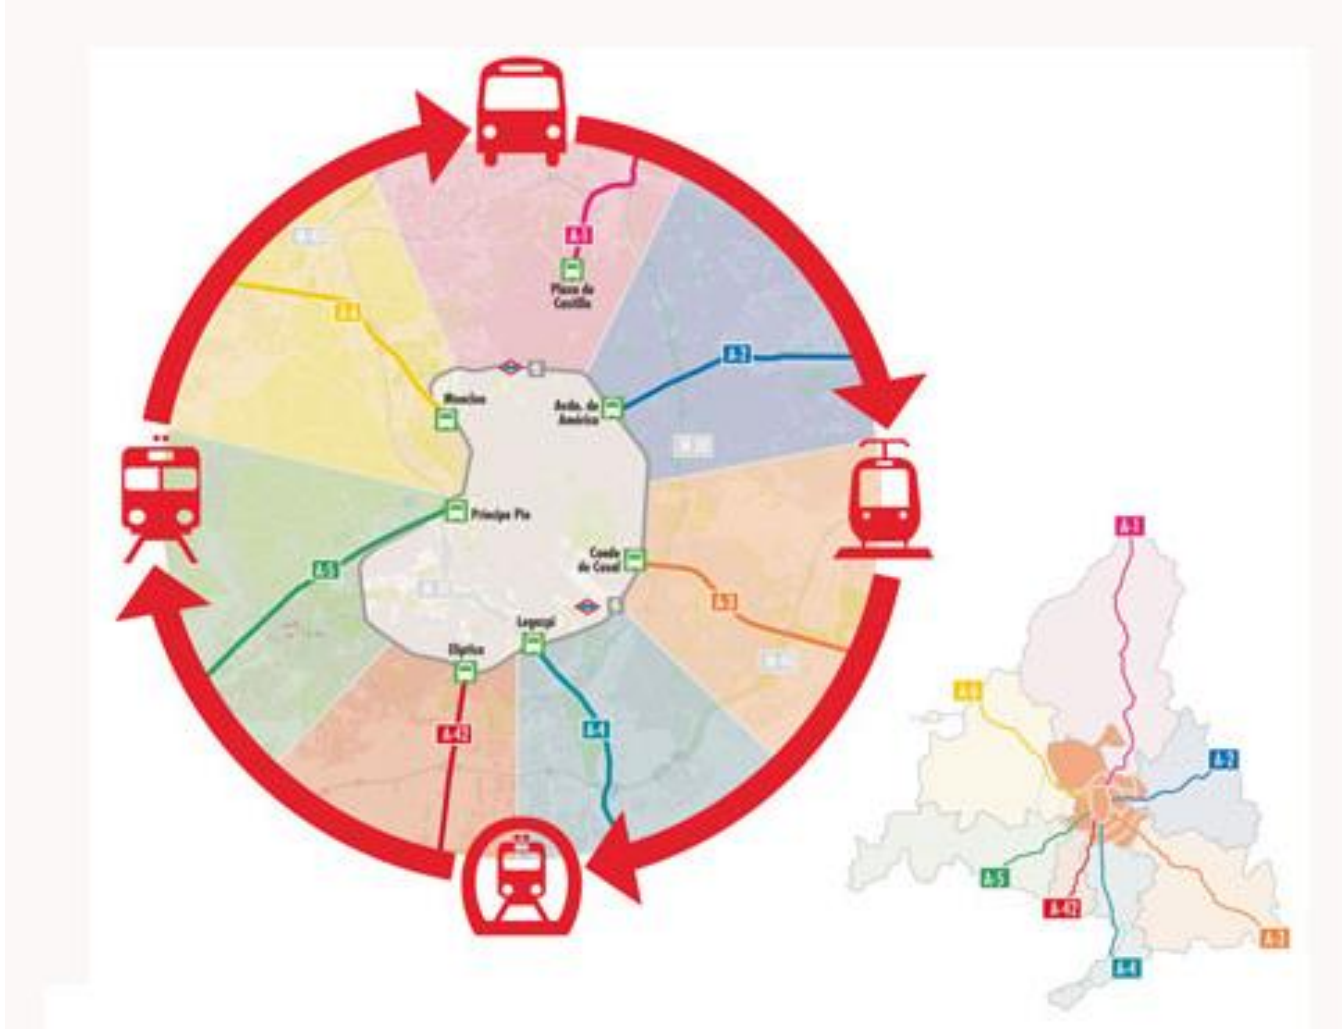 A-1
Plaza de
Castilla
A-6
A-2
Moncloa
Avda. de
América
Príncipe Pío
A-5
Conde
de Casal
A-3
Legazpi
Elíptica
A-42
A-4
A-1
A-6
A-2
A-5
A-42
A-3
A-4